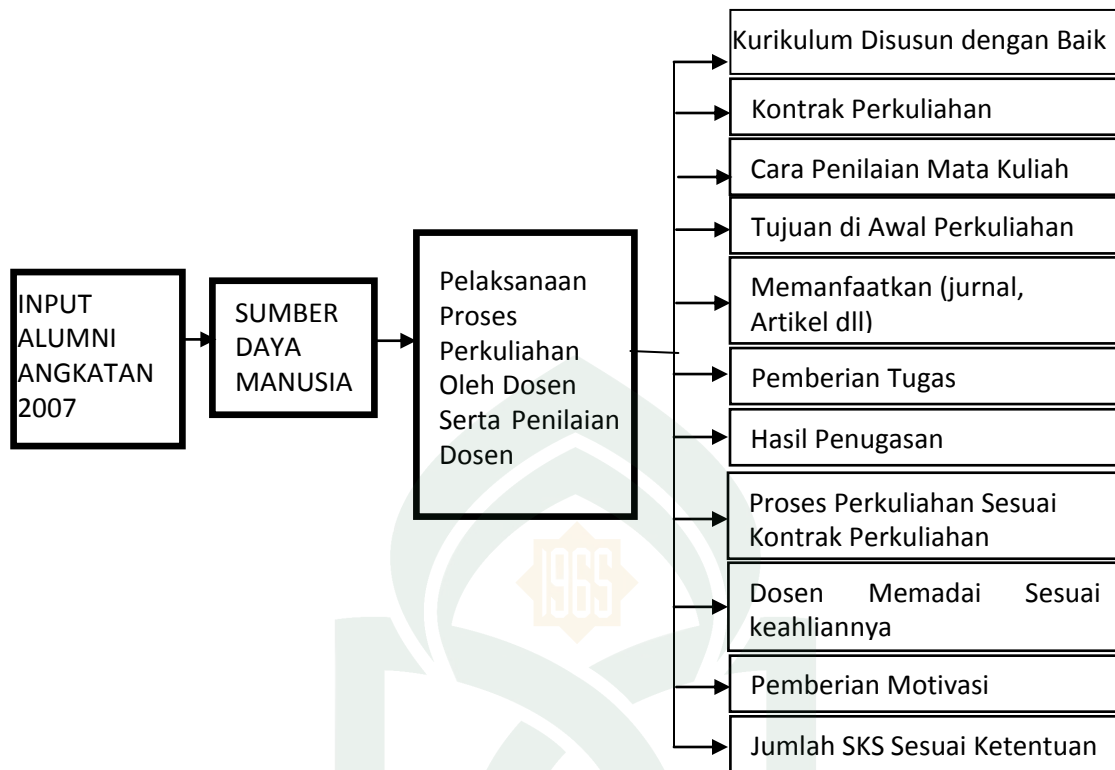 INPUT
ALUMNI
ANGKATAN
2007
SUMBER
DAYA
MANUSIA
Pelaksanaan
Proses
Perkuliahan
Oleh Dosen
Serta Penilaian
Dosen
Kurikulum Disusun dengan Baik
Kontrak Perkuliahan
Cara Penilaian Mata Kuliah
Tujuan di Awal Perkuliahan
Memanfaatkan (jurnal,
Artikel dll)
Pemberian Tugas
Hasil Penugasan
Proses Perkuliahan Sesuai
Kontrak Perkuliahan
Dosen Memadai Sesuai
keahliannya
Pemberian Motivasi
Jumlah SKS Sesuai Ketentuan
1965